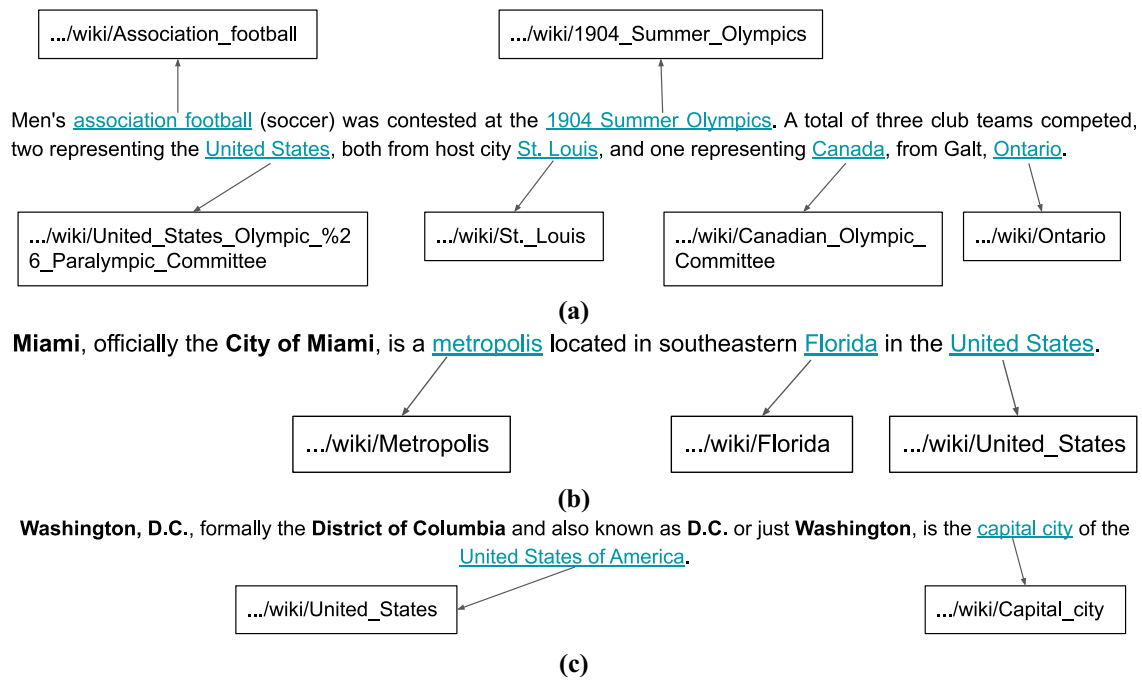 .../wiki/Association_football
.../wiki/1904_Summer_Olympics
Men's association football (soccer) was contested at the 1904 Summer Olympics. A total of three club teams competed,
two representing the United States, both from host city St. Louis, and one representing Canada, from Galt, Ontario.
.../wiki/United_States_Olympic_%2
6_Paralympic_Committee
.../wiki/St._Louis
.../wiki/Canadian_Olympic_
Committee
.../wiki/Ontario
(a)
Miami, officially the City of Miami, is a metropolis located in southeastern Florida in the United States.
.../wiki/Metropolis
.../wiki/Florida
.../wiki/United_States
(b)
Washington, D.C., formally the District of Columbia and also known as D.C. or just Washington, is the capital city of the
United States of America.
.../wiki/United_States
.../wiki/Capital_city
(c)